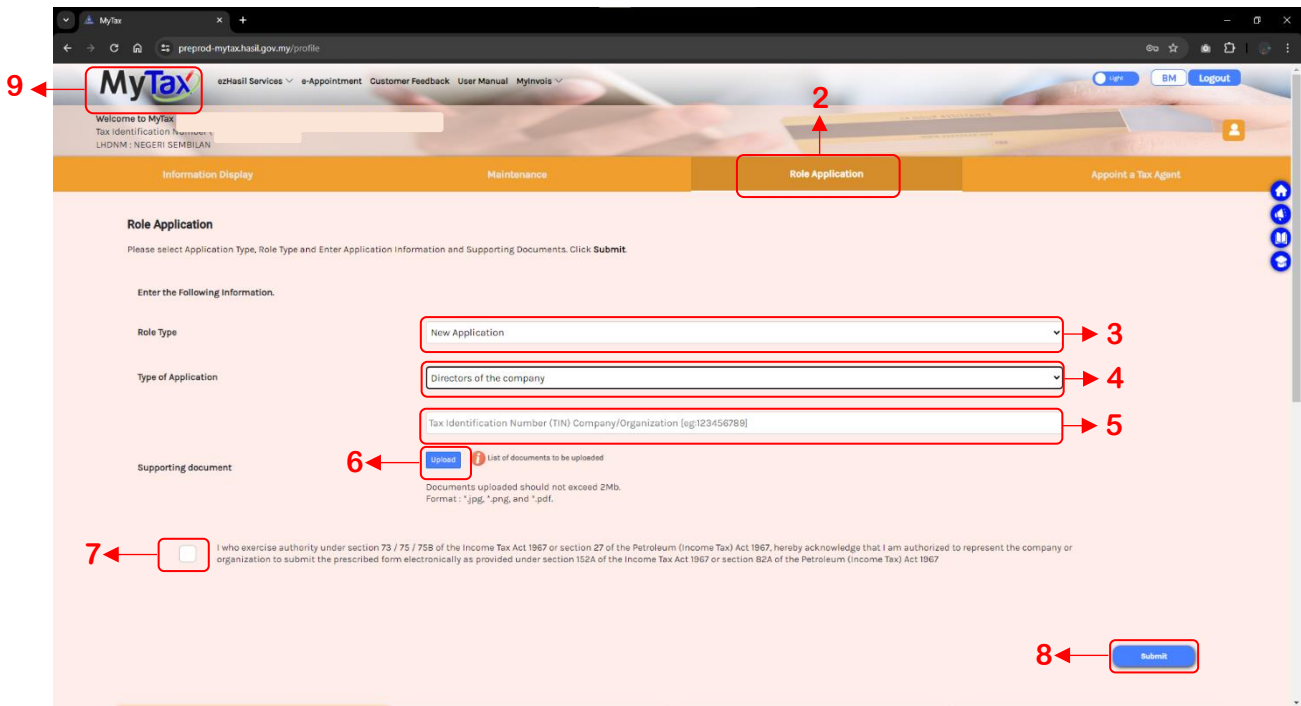 MyTax
preprod-mytax.hasil.gov.my/profile
9
MyTax
ezHasil Services e-Appointment Customer Feedback User Manual MyInvois
Light
BM
Logout
2
Welcome to MyTax
Tax Identification Number
LHDNM : NEGERI SEMBILAN
Information Display
Maintenance
Role Application
Appoint a Tax Agent
Role Application
Please select Application Type, Role Type and Enter Application Information and Supporting Documents. Click Submit.
Enter the Following Information.
Role Type
New Application
3
Type of Application
Directors of the company
4
Tax Identification Number (TIN) Company/Organization [eg:123456789]
5
Supporting document
6
Upload
List of documents to be uploaded
Documents uploaded should not exceed 2Mb.
Format : *.jpg, *.png, and *.pdf.
7
I who exercise authority under section 73 / 75 / 75B of the Income Tax Act 1967 or section 27 of the Petroleum (Income Tax) Act 1967, hereby acknowledge that I am authorized to represent the company or
organization to submit the prescribed form electronically as provided under section 152A of the Income Tax Act 1967 or section 82A of the Petroleum (Income Tax) Act 1967
8
Submit